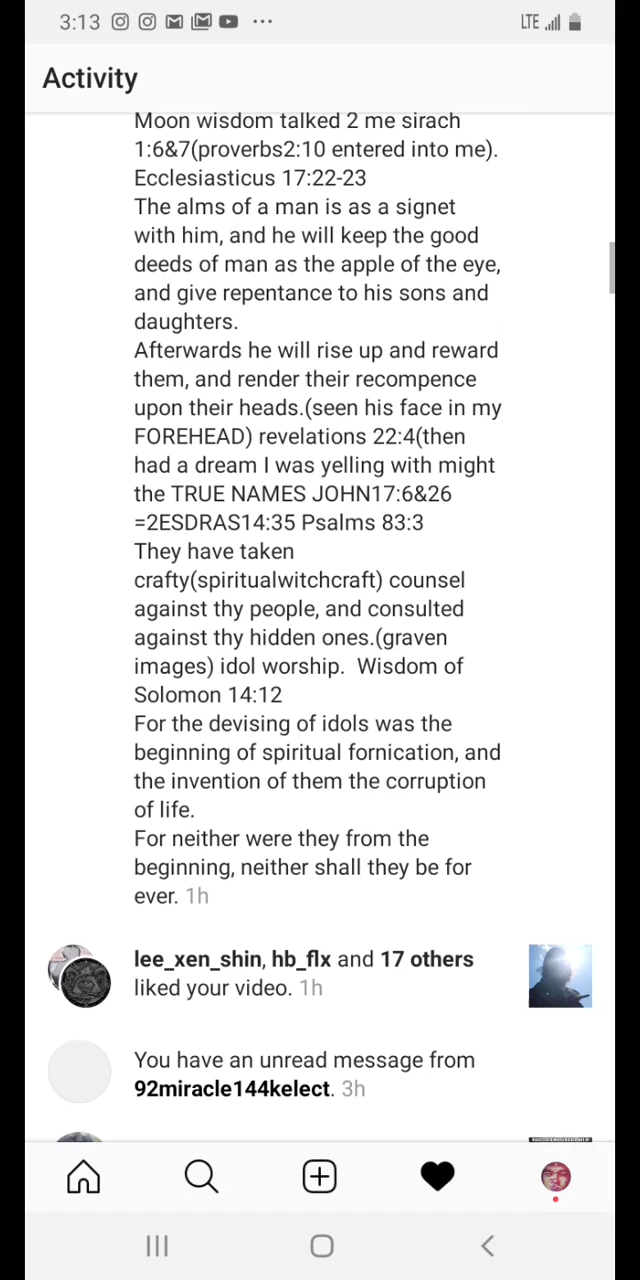 3:13
LTE
Activity
Moon wisdom talked 2 me sirach
1:6&7(proverbs2:10 entered into me).
Ecclesiasticus 17:22-23
The alms of a man is as a signet
with him, and he will keep the good
deeds of man as the apple of the eye,
and give repentance to his sons and
daughters.
Afterwards he will rise up and reward
them, and render their recompence
upon their heads.(seen his face in my
FOREHEAD) revelations 22:4(then
had a dream I was yelling with might
the TRUE NAMES JOHN17:6&26
=2ESDRAS14:35 Psalms 83:3
They have taken
crafty(spiritualwitchcraft) counsel
against thy people, and consulted
against thy hidden ones.(graven
images) idol worship.  Wisdom of
Solomon 14:12
For the devising of idols was the
beginning of spiritual fornication, and
the invention of them the corruption
of life.
For neither were they from the
beginning, neither shall they be for
ever. 1h
lee_xen_shin, hb_flx and 17 others
liked your video. 1h
You have an unread message from
92miracle144kelect. 3h